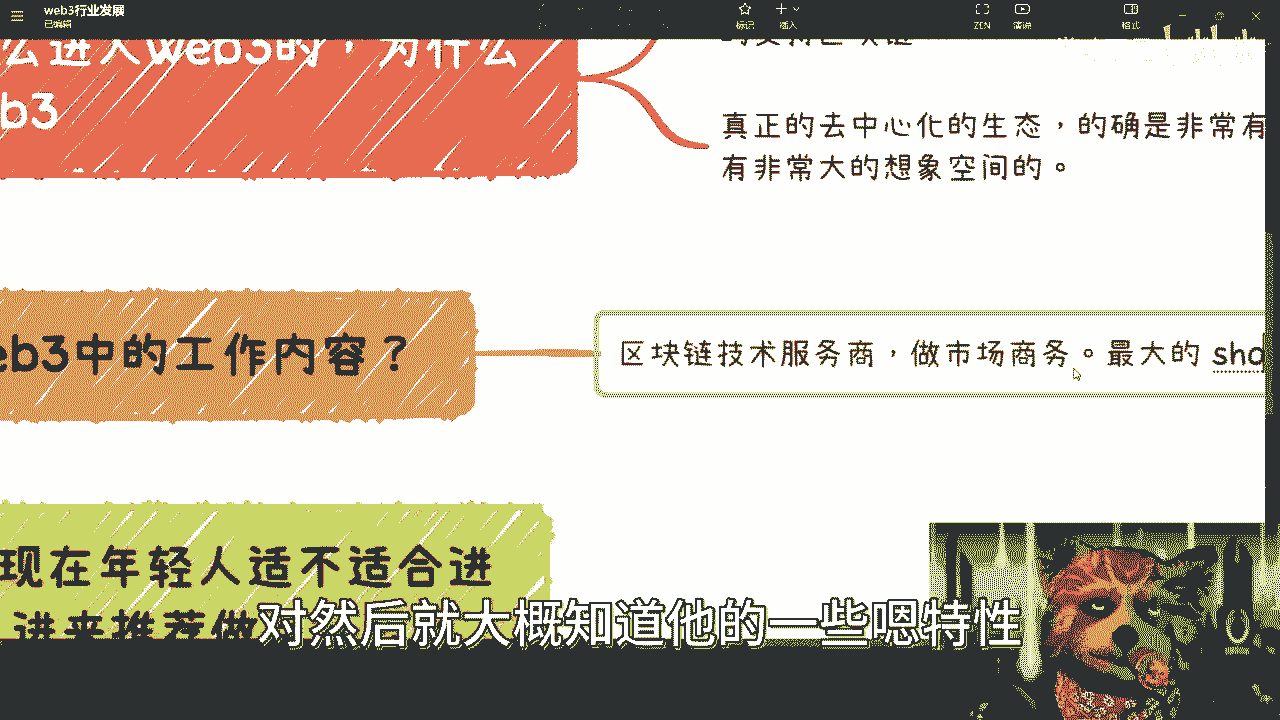 web3行业发展
已编辑
标记
插入
ZEN
演说
格式
么进入web3的，为什么
b3
真正的去中心化的生态，的确是非常有
有非常大的想象空间的。
eb3中的工作内容？
区块链技术服务商，做市场商务。最大的 sho
现在年轻人适不适合进
进来推荐做
对然后就大概知道他的一些嗯特性